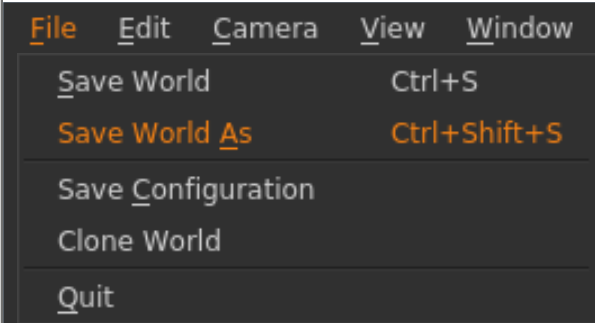 File Edit Camera View Window
Save World Ctrl+S
Save World As Ctrl+Shift+S
Save Configuration
Clone World
Quit